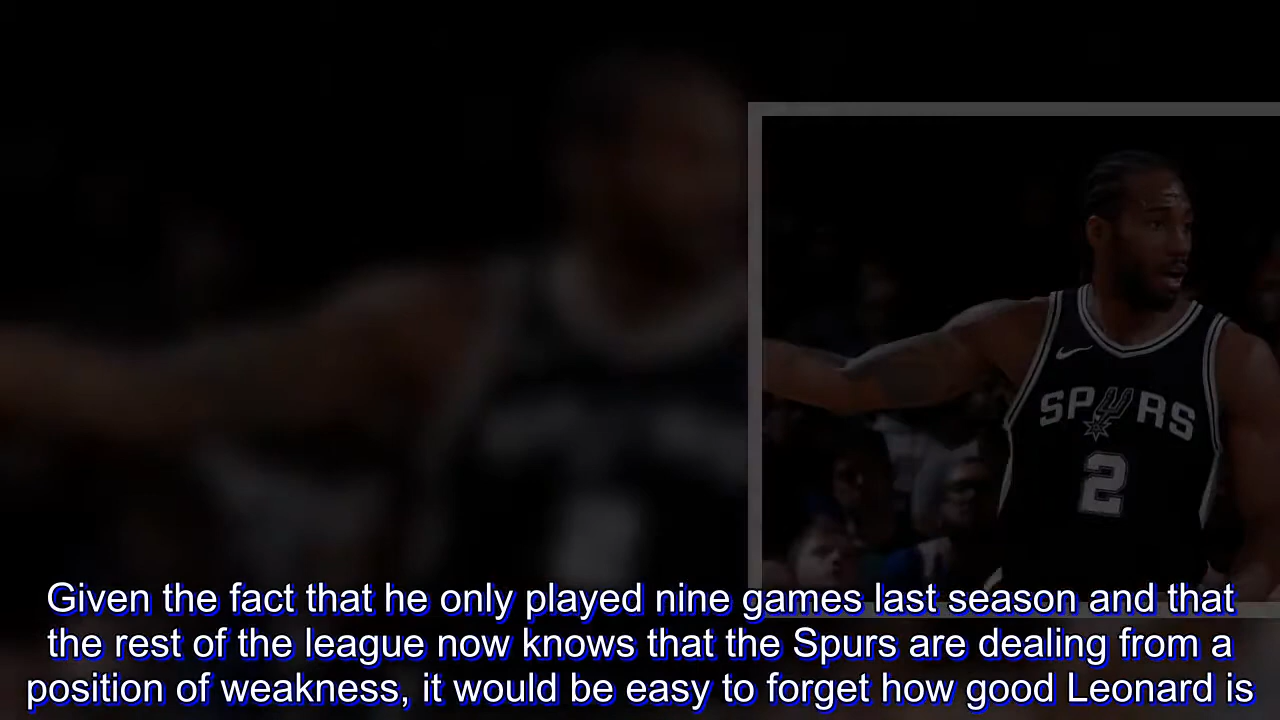 SPURS
2
Given the fact that he only played nine games last season and that
the rest of the league now knows that the Spurs are dealing from a
position of weakness, it would be easy to forget how good Leonard is